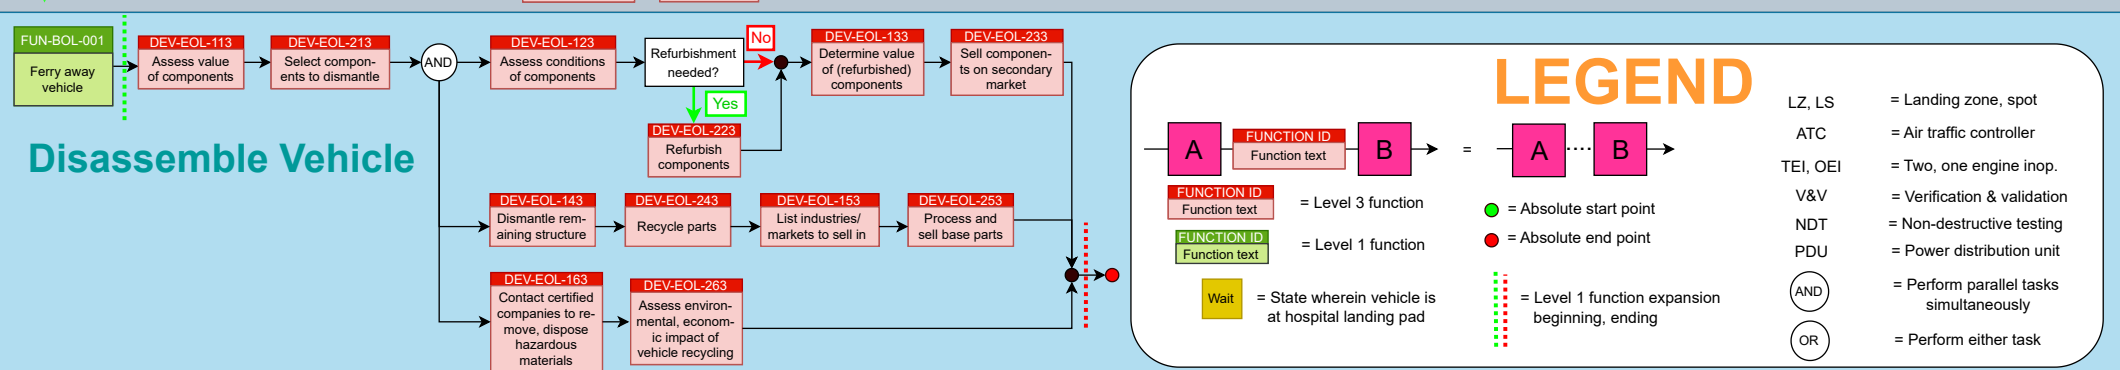 FUN-BOL-001
Ferry away
vehicle
DEV-EOL-113
Assess value
of components
DEV-EOL-213
Select compon-
ents to dismantle
AND
DEV-EOL-123
Assess conditions
of components
Refurbishment
needed?
No
Yes
DEV-EOL-223
Refurbish
components
DEV-EOL-133
Determine value
of (refurbished)
components
DEV-EOL-233
Sell componen-
ts on secondary
market
Disassemble Vehicle
DEV-EOL-143
Dismantle rem-
aining structure
DEV-EOL-243
Recycle parts
DEV-EOL-153
List industries/
markets to sell in
DEV-EOL-253
Process and
sell base parts
DEV-EOL-163
Contact certified
companies to re-
move, dispose
hazardous
materials
DEV-EOL-263
Assess environ-
mental, econom-
ic impact of
vehicle recycling
LEGEND
A
FUNCTION ID
Function text
B
=
A
B
FUNCTION ID
Function text
= Level 3 function
FUNCTION ID
Function text
= Level 1 function
Wait
= State wherein vehicle is
at hospital landing pad
= Absolute start point
= Absolute end point
= Level 1 function expansion
beginning, ending
LZ, LS = Landing zone, spot
ATC = Air traffic controller
TEI, OEI = Two, one engine inop.
V&V = Verification & validation
NDT = Non-destructive testing
PDU = Power distribution unit
AND = Perform parallel tasks
simultaneously
OR = Perform either task